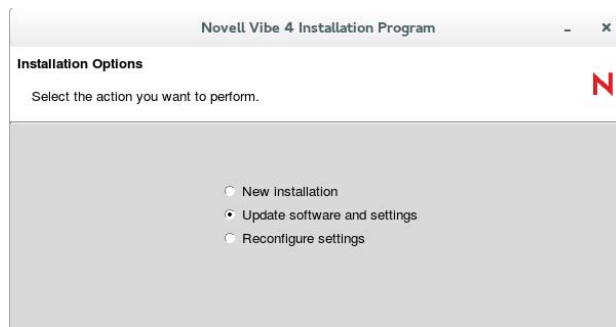 Novell Vibe 4 Installation Program
Installation Options
Select the action you want to perform.
N
New installation
Update software and settings
Reconfigure settings